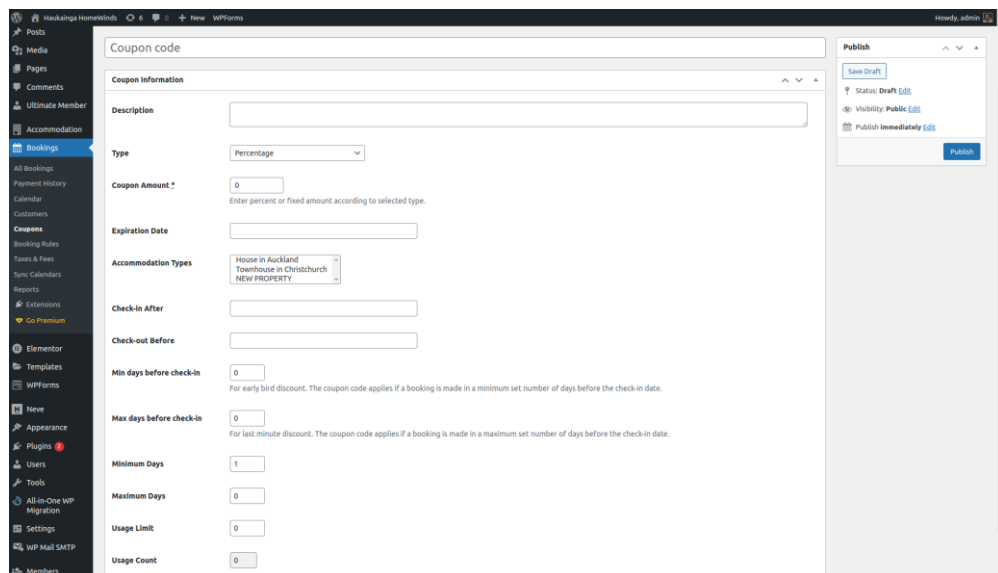 Haukainga HomeWinds 6 0 + New WPForms Howdy, admin
Posts
Media
Pages
Comments
Ultimate Member
Accommodation
Bookings
All Bookings
Payment History
Calendar
Customers
Coupons
Booking Rules
Taxes & Fees
Sync Calendars
Reports
Extensions
Go Premium
Elementor
Templates
WPForms
Neve
Appearance
Plugins 2
Users
Tools
All-in-One WP
Migration
Settings
WP Mail SMTP
Members
Coupon code
Coupon Information
Description
Type Percentage
Coupon Amount * 0
Enter percent or fixed amount according to selected type.
Expiration Date
Accommodation Types
House in Auckland
Townhouse in Christchurch
NEW PROPERTY
Check-in After
Check-out Before
Min days before check-in 0
For early bird discount. The coupon code applies if a booking is made in a minimum set number of days before the check-in date.
Max days before check-in 0
For last minute discount. The coupon code applies if a booking is made in a maximum set number of days before the check-in date.
Minimum Days 1
Maximum Days 0
Usage Limit 0
Usage Count 0
Publish
Save Draft
Status: Draft Edit
Visibility: Public Edit
Publish immediately Edit
Publish